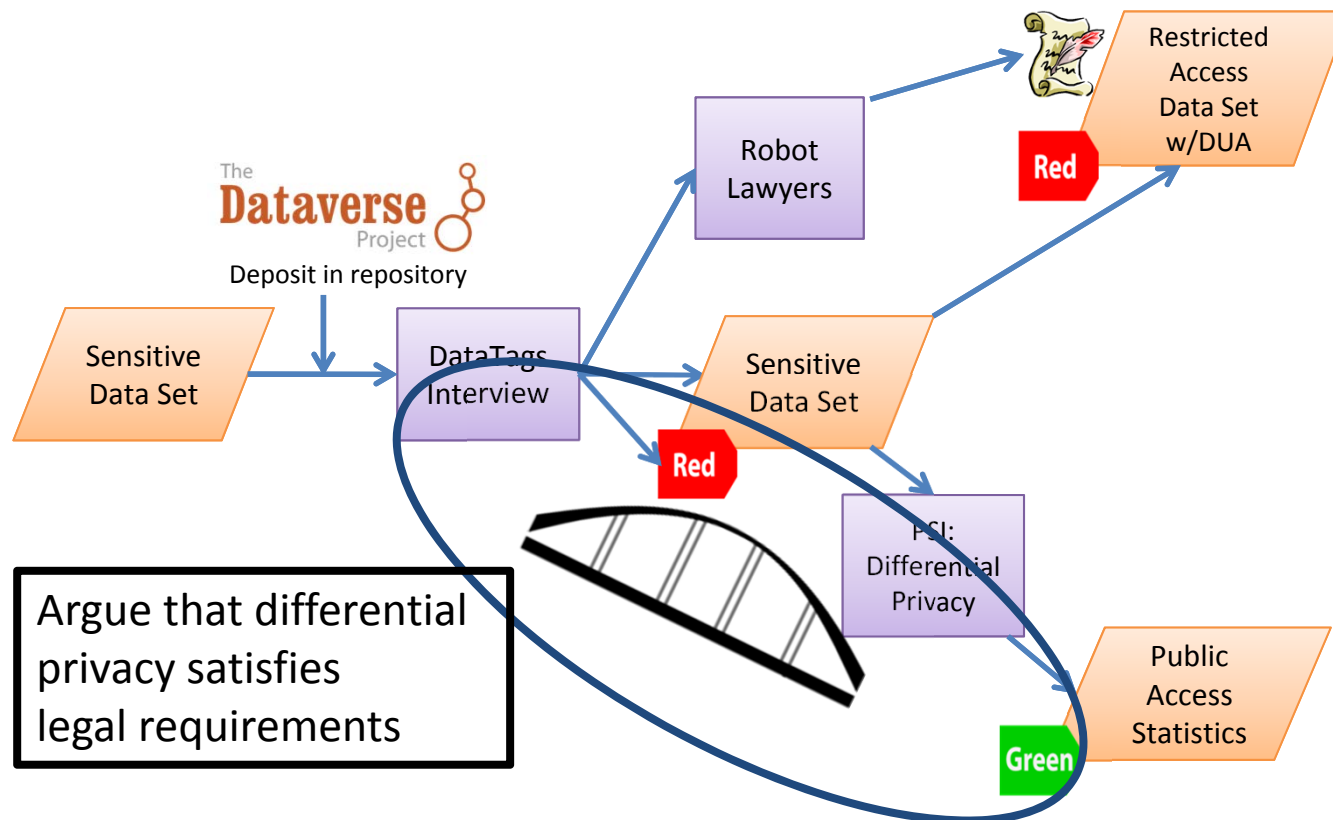 The
Dataverse
Project
Deposit in repository
Sensitive
Data Set
DataTags
Interview
Robot
Lawyers
Restricted
Access
Data Set
w/DUA
Red
Sensitive
Data Set
Red
PSI:
Differential
Privacy
Argue that differential
privacy satisfies
legal requirements
Public
Access
Statistics
Green